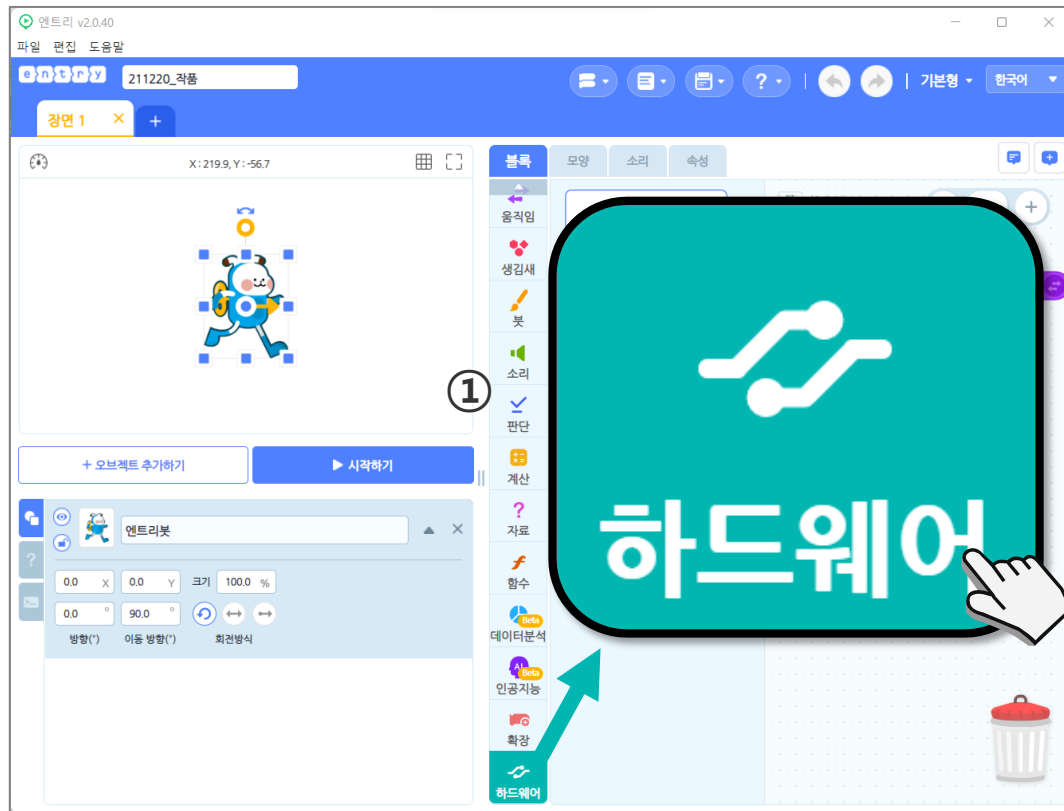 엔트리 v2.0.40
파일 편집 도움말
entry
211220_작품
?
기본형
한국어
장면 1
X : 219.9, Y : -56.7
블록
모양
소리
속성
움직임
생김새
붓
소리
①
판단
계산
?
자료
함수
Beta
데이터분석
AI
Beta
인공지능
확장
하드웨어
하드웨어
+ 오브젝트 추가하기
시작하기
엔트리봇
?
0.0 X
0.0 Y
크기 100.0 %
0.0 °
90.0 °
방향(°)
이동 방향(°)
회전방식